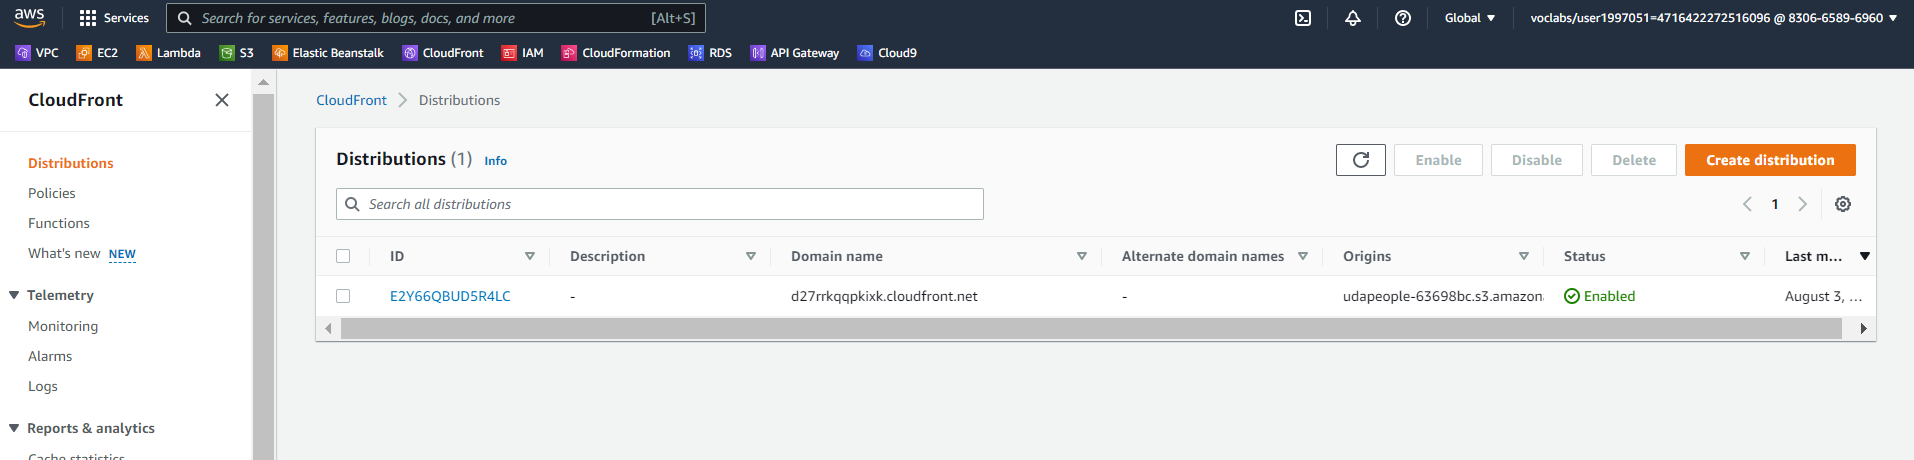 aws
Services
Search for services, features, blogs, docs, and more [Alt+S]
Global
voclabs/user1997051=4716422272516096 @ 8306-6589-6960
VPC EC2 Lambda S3 Elastic Beanstalk CloudFront IAM CloudFormation RDS API Gateway Cloud9
CloudFront
Distributions
Policies
Functions
What's new NEW
Telemetry
Monitoring
Alarms
Logs
Reports & analytics
Cache statistics
CloudFront > Distributions
Distributions (1) Info
Enable Disable Delete Create distribution
Search all distributions
1
ID Description Domain name Alternate domain names Origins Status Last m...
E2Y66QBUD5R4LC - d27rrkqqpkixk.cloudfront.net - udapeople-63698bc.s3.amazon Enabled August 3, ...